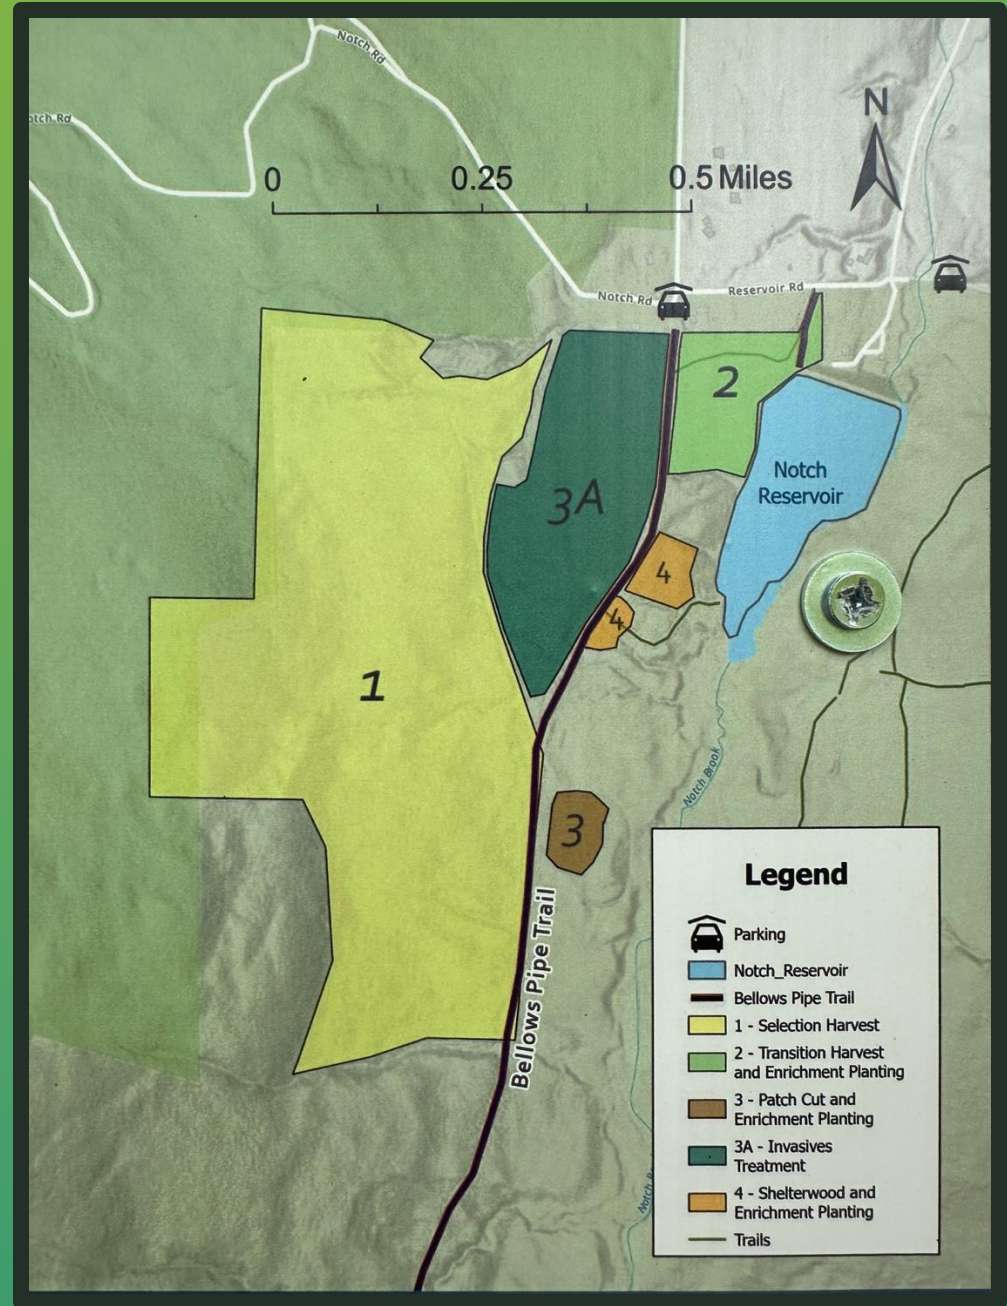 Notch Rd
otch Rd
N
0 0.25 0.5 Miles
Notch Rd
Reservoir Rd
2
3A
Notch
Reservoir
4
4
1
Notch Brook
3
Bellows Pipe Trail
Legend
Parking
Notch_Reservoir
Bellows Pipe Trail
1 - Selection Harvest
2 - Transition Harvest
and Enrichment Planting
3 - Patch Cut and
Enrichment Planting
3A - Invasives
Treatment
4 - Shelterwood and
Enrichment Planting
Trails
Notch B